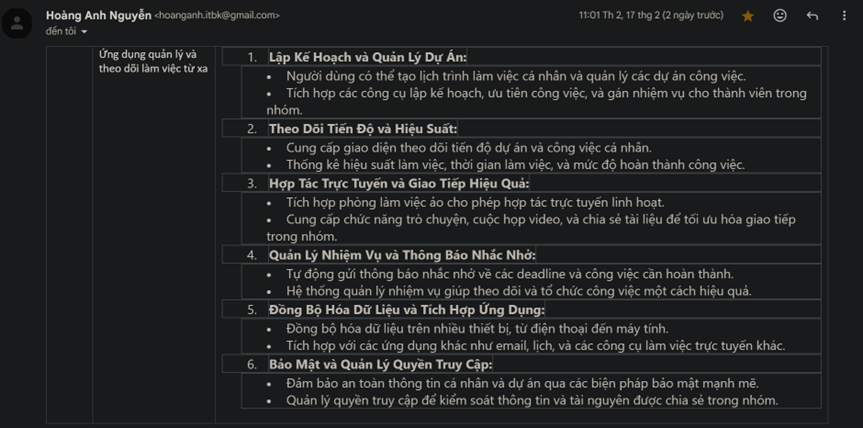 Hoàng Anh Nguyễn <hoanganh.itbk@gmail.com>
11:01 Th 2, 17 thg 2 (2 ngày trước)
đến tôi
Ứng dụng quản lý và
theo dõi làm việc từ xa
1. Lập Kế Hoạch và Quản Lý Dự Án:
• Người dùng có thể tạo lịch trình làm việc cá nhân và quản lý các dự án công việc.
• Tích hợp các công cụ lập kế hoạch, ưu tiên công việc, và gán nhiệm vụ cho thành viên trong
nhóm.
2. Theo Dõi Tiến Độ và Hiệu Suất:
• Cung cấp giao diện theo dõi tiến độ dự án và công việc cá nhân.
• Thống kê hiệu suất làm việc, thời gian làm việc, và mức độ hoàn thành công việc.
3. Hợp Tác Trực Tuyến và Giao Tiếp Hiệu Quả:
• Tích hợp phòng làm việc ảo cho phép hợp tác trực tuyến linh hoạt.
• Cung cấp chức năng trò chuyện, cuộc họp video, và chia sẻ tài liệu để tối ưu hóa giao tiếp
trong nhóm.
4. Quản Lý Nhiệm Vụ và Thông Báo Nhắc Nhở:
• Tự động gửi thông báo nhắc nhở về các deadline và công việc cần hoàn thành.
• Hệ thống quản lý nhiệm vụ giúp theo dõi và tổ chức công việc một cách hiệu quả.
5. Đồng Bộ Hóa Dữ Liệu và Tích Hợp Ứng Dụng:
• Đồng bộ hóa dữ liệu trên nhiều thiết bị, từ điện thoại đến máy tính.
• Tích hợp với các ứng dụng khác như email, lịch, và các công cụ làm việc trực tuyến khác.
6. Bảo Mật và Quản Lý Quyền Truy Cập:
• Đảm bảo an toàn thông tin cá nhân và dự án qua các biện pháp bảo mật mạnh mẽ.
• Quản lý quyền truy cập để kiểm soát thông tin và tài nguyên được chia sẻ trong nhóm.